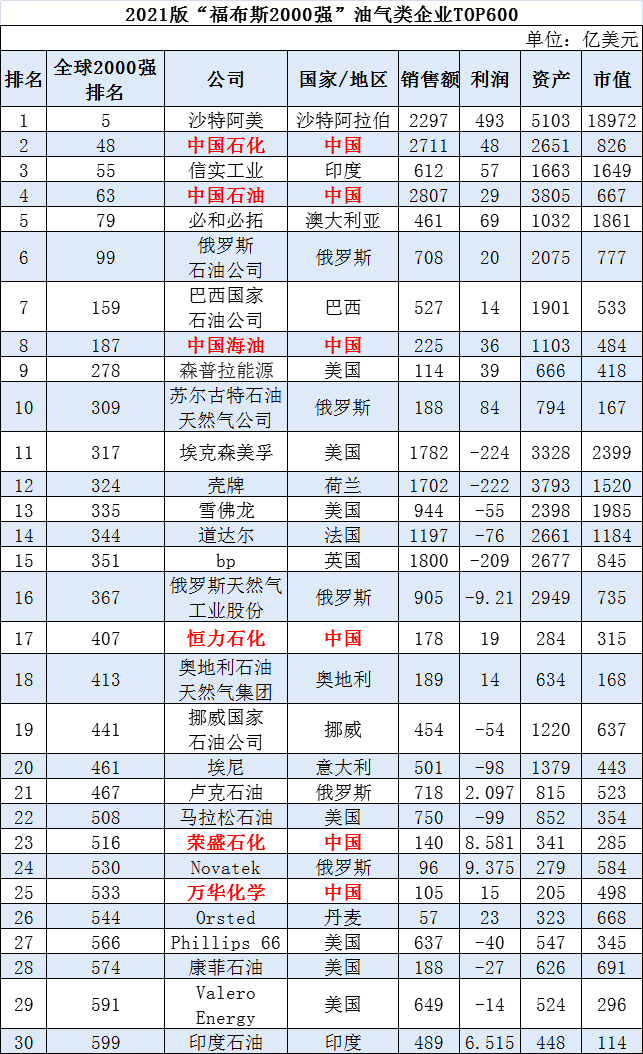 2021版“福布斯2000强”油气类企业TOP600
单位：亿美元
排名 全球2000强排名 公司 国家/地区 销售额 利润 资产 市值
1 5 沙特阿美 沙特阿拉伯 2297 493 5103 18972
2 48 中国石化 中国 2711 48 2651 826
3 55 信实工业 印度 612 57 1663 1649
4 63 中国石油 中国 2807 29 3805 667
5 79 必和必拓 澳大利亚 461 69 1032 1861
6 99 俄罗斯石油公司 俄罗斯 708 20 2075 777
7 159 巴西国家石油公司 巴西 527 14 1901 533
8 187 中国海油 中国 225 36 1103 484
9 278 森普拉能源 美国 114 39 666 418
10 309 苏尔古特石油天然气公司 俄罗斯 188 84 794 167
11 317 埃克森美孚 美国 1782 -224 3328 2399
12 324 壳牌 荷兰 1702 -222 3793 1520
13 335 雪佛龙 美国 944 -55 2398 1985
14 344 道达尔 法国 1197 -76 2661 1184
15 351 bp 英国 1800 -209 2677 845
16 367 俄罗斯天然气工业股份 俄罗斯 905 -9.21 2949 735
17 407 恒力石化 中国 178 19 284 315
18 413 奥地利石油天然气集团 奥地利 189 14 634 168
19 441 挪威国家石油公司 挪威 454 -54 1220 637
20 461 埃尼 意大利 501 -98 1379 443
21 467 卢克石油 俄罗斯 718 2.097 815 523
22 508 马拉松石油 美国 750 -99 852 354
23 516 荣盛石化 中国 140 8.581 341 285
24 530 Novatek 俄罗斯 96 9.375 279 584
25 533 万华化学 中国 105 15 205 498
26 544 Orsted 丹麦 57 23 323 668
27 566 Phillips 66 美国 637 -40 547 345
28 574 康菲石油 美国 188 -27 626 691
29 591 Valero Energy 美国 649 -14 524 296
30 599 印度石油 印度 489 6.515 448 114